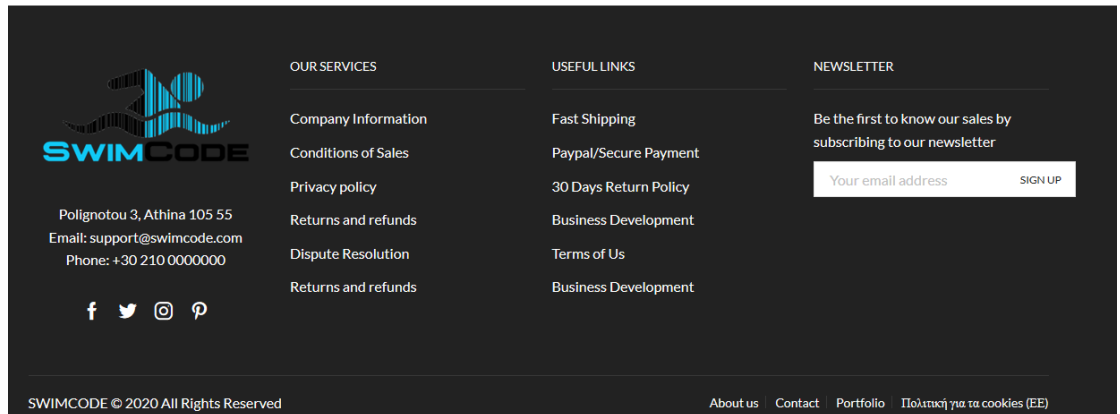 SWIMCODE
Polignotou 3, Athina 105 55
Email: support@swimcode.com
Phone: +30 210 0000000
OUR SERVICES
Company Information
Conditions of Sales
Privacy policy
Returns and refunds
Dispute Resolution
Returns and refunds
USEFUL LINKS
Fast Shipping
Paypal/Secure Payment
30 Days Return Policy
Business Development
Terms of Us
Business Development
NEWSLETTER
Be the first to know our sales by
subscribing to our newsletter
Your email address SIGN UP
SWIMCODE © 2020 All Rights Reserved
About us Contact Portfolio Πολιτική για τα cookies (ΕΕ)